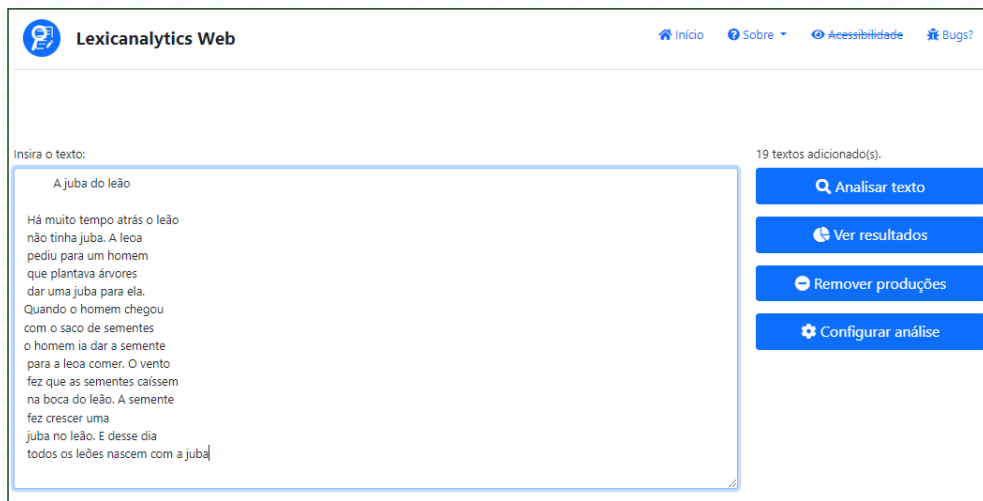 Lexicanalytics Web
Início
Sobre
Acessibilidade
Bugs?
Insira o texto:
19 textos adicionado(s).
A juba do leão
Há muito tempo atrás o leão
não tinha juba. A leoa
pediu para um homem
que plantava árvores
dar uma juba para ela.
Quando o homem chegou
com o saco de sementes
o homem ia dar a semente
para a leoa comer. O vento
fez que as sementes caíssem
na boca do leão. A semente
fez crescer uma
juba no leão. E desse dia
todos os leões nascem com a juba
Analisar texto
Ver resultados
Remover produções
Configurar análise